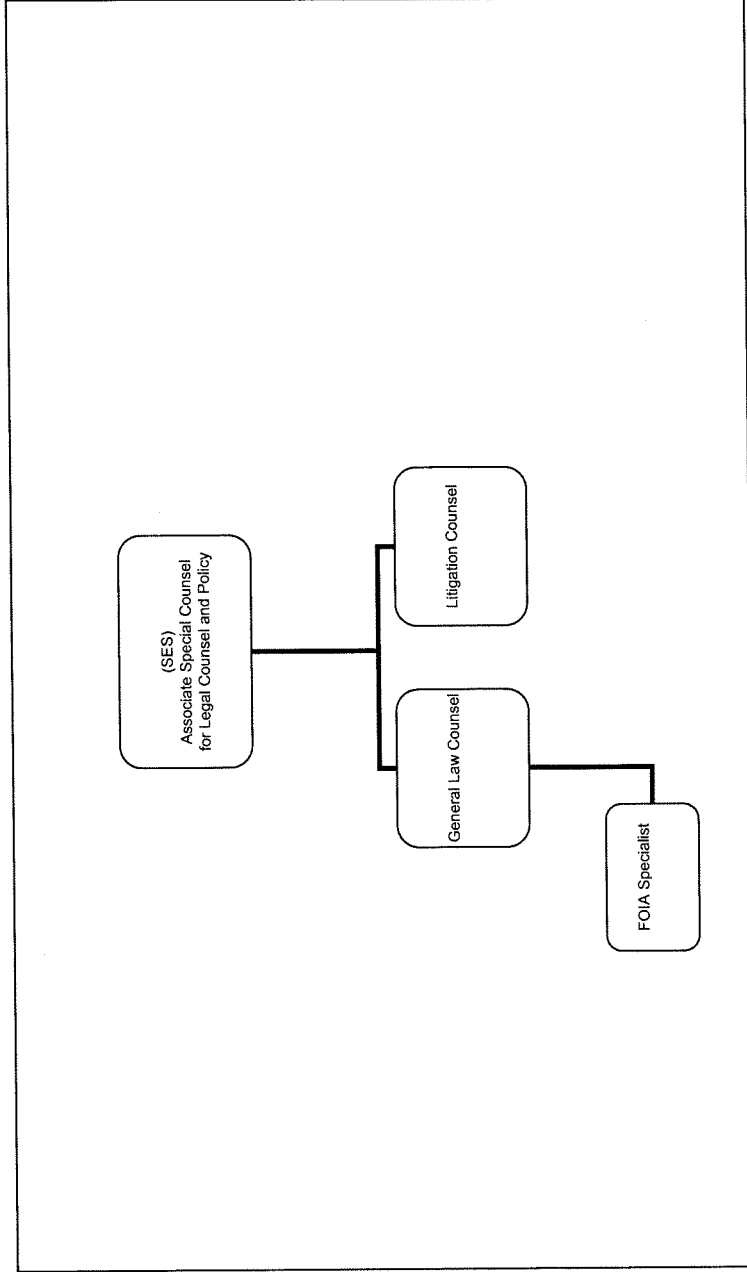 (SES)
Associate Special Counsel
for Legal Counsel and Policy
General Law Counsel
Litigation Counsel
FOIA Specialist